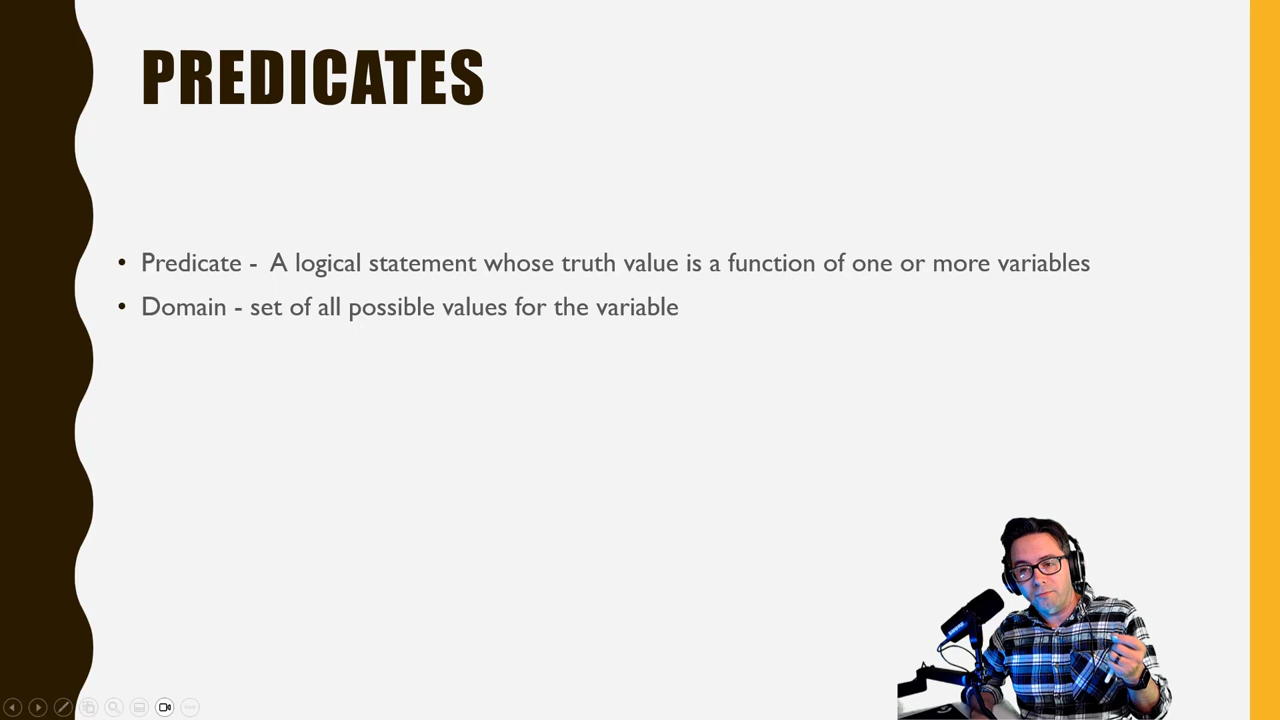 PREDICATES
• Predicate - A logical statement whose truth value is a function of one or more variables
• Domain - set of all possible values for the variable